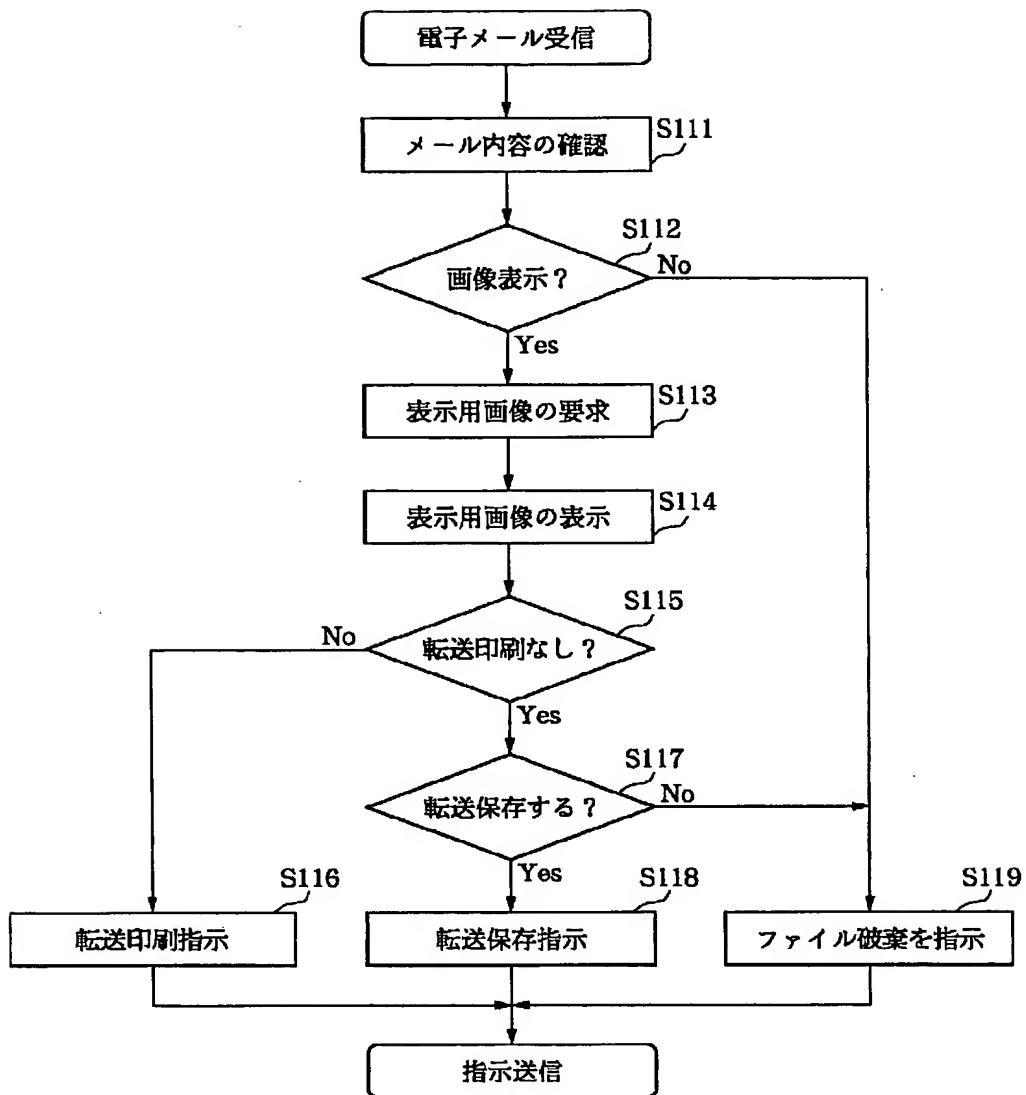 電子メール受信
メール内容の確認
S111
画像表示？
S112
No
Yes
表示用画像の要求
S113
表示用画像の表示
S114
転送印刷なし？
S115
No
Yes
転送保存する？
S117
No
Yes
転送印刷指示
S116
転送保存指示
S118
ファイル破棄を指示
S119
指示送信